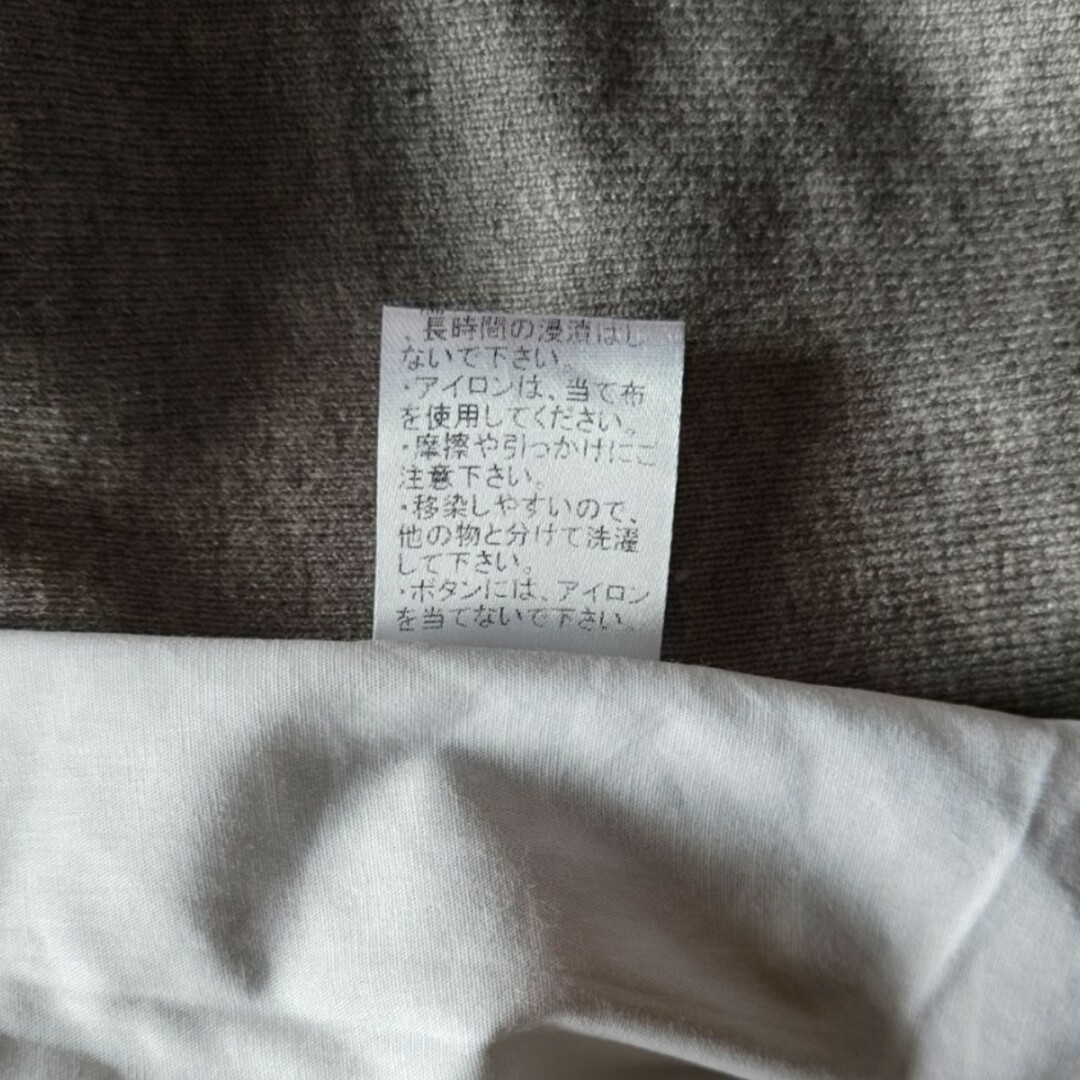 、長時間の浸漬はし
ないで下さい。
・アイロンは、当て布
を使用してください。
・摩擦や引っかけにご
注意下さい。
・移染しやすいので、
他の物と分けて洗濯
して下さい。
・ボタンには、アイロン
を当てないで下さい。